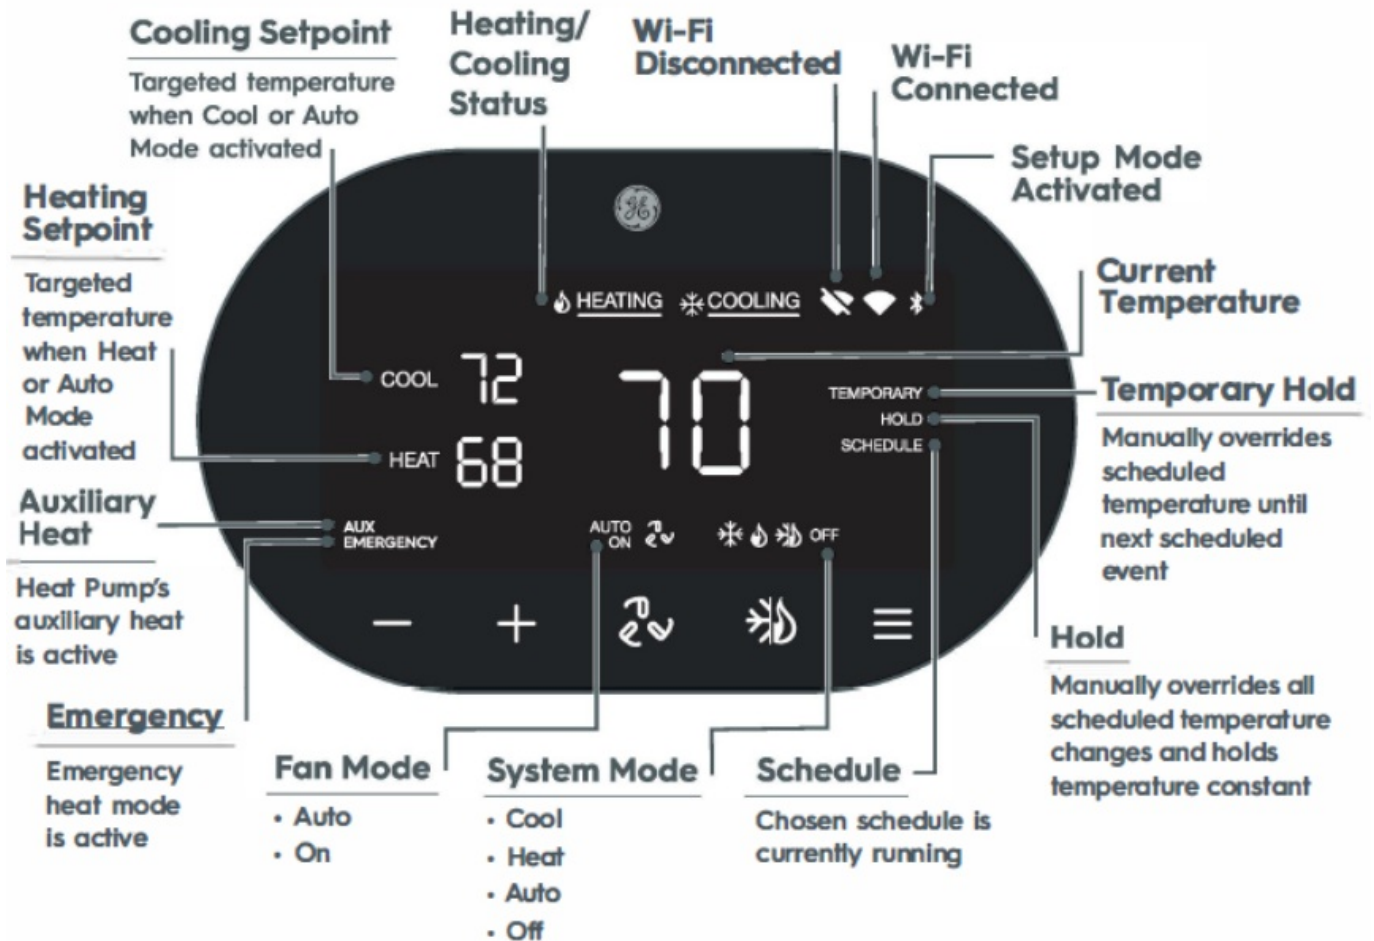 Cooling Setpoint
Targeted temperature
when Cool or Auto
Mode activated
Heating/
Cooling
Status
Wi-Fi
Disconnected
Wi-Fi
Connected
Setup Mode
Activated
Heating
Setpoint
Targeted
temperature
when Heat
or Auto
Mode
activated
GE
HEATING
COOLING
Current
Temperature
COOL 72
70
HEAT 68
TEMPORARY
HOLD
SCHEDULE
Temporary Hold
Manually overrides
scheduled
temperature until
next scheduled
event
Auxiliary
Heat
Heat Pump's
auxiliary heat
is active
AUX
EMERGENCY
AUTO
ON
OFF
Hold
Manually overrides all
scheduled temperature
changes and holds
temperature constant
Emergency
Emergency
heat mode
is active
Fan Mode
• Auto
• On
System Mode
• Cool
• Heat
• Auto
• Off
Schedule
Chosen schedule is
currently running